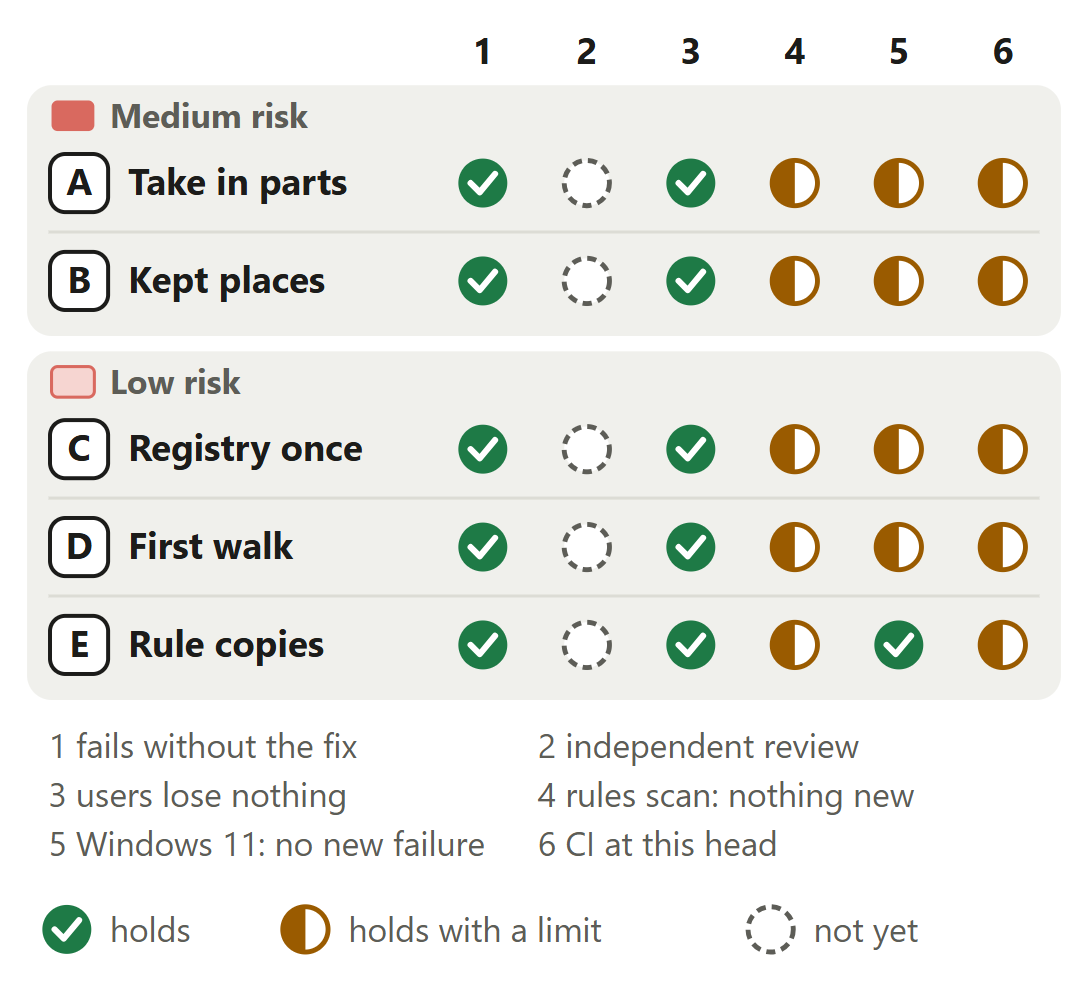 1 2 3 4 5 6
Medium risk
A Take in parts
B Kept places
Low risk
C Registry once
D First walk
E Rule copies
1 fails without the fix 2 independent review
3 users lose nothing 4 rules scan: nothing new
5 Windows 11: no new failure 6 CI at this head
holds holds with a limit not yet